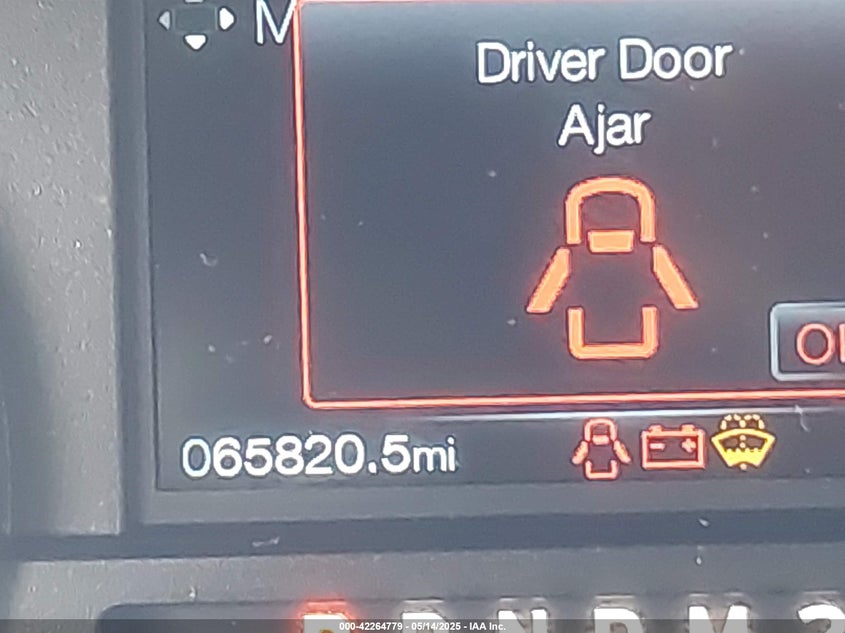 M
Driver Door
Ajar
065820.5mi
N
M
000-42264779 - 05/14/2025 - IAA Inc.